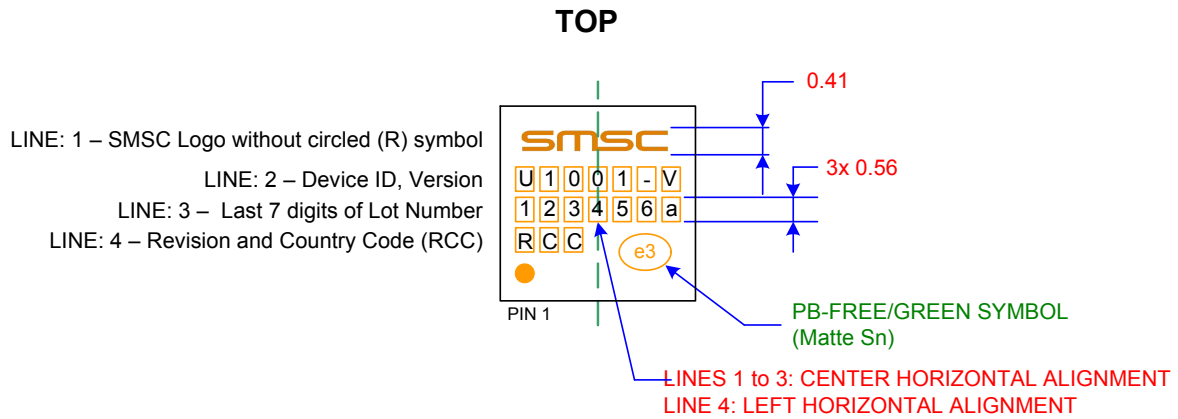 TOP
0.41
LINE: 1 – SMSC Logo without circled (R) symbol
SMSC
3x 0.56
LINE: 2 – Device ID, Version
U1001-V
LINE: 3 – Last 7 digits of Lot Number
123456a
LINE: 4 – Revision and Country Code (RCC)
RCC
e3
PIN 1
PB-FREE/GREEN SYMBOL
(Matte Sn)
LINES 1 to 3: CENTER HORIZONTAL ALIGNMENT
LINE 4: LEFT HORIZONTAL ALIGNMENT